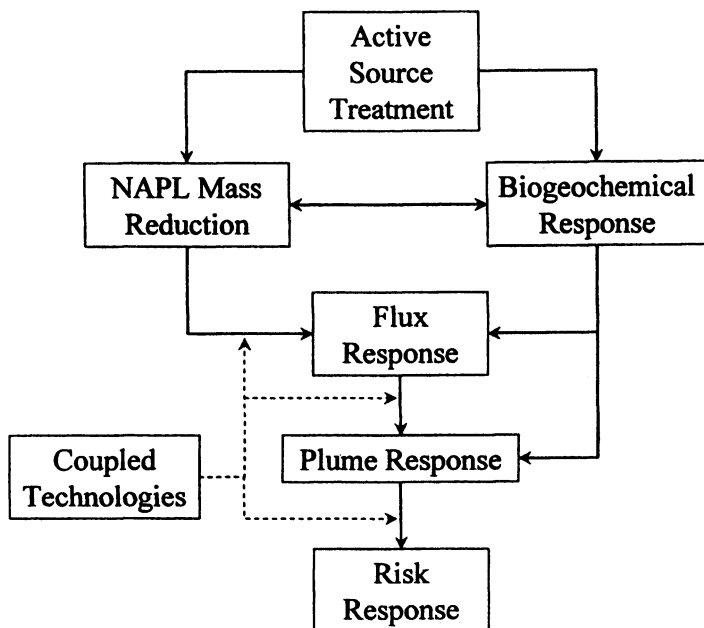 Active
Source
Treatment
NAPL Mass
Reduction
Biogeochemical
Response
Flux
Response
Coupled
Technologies
Plume Response
Risk
Response